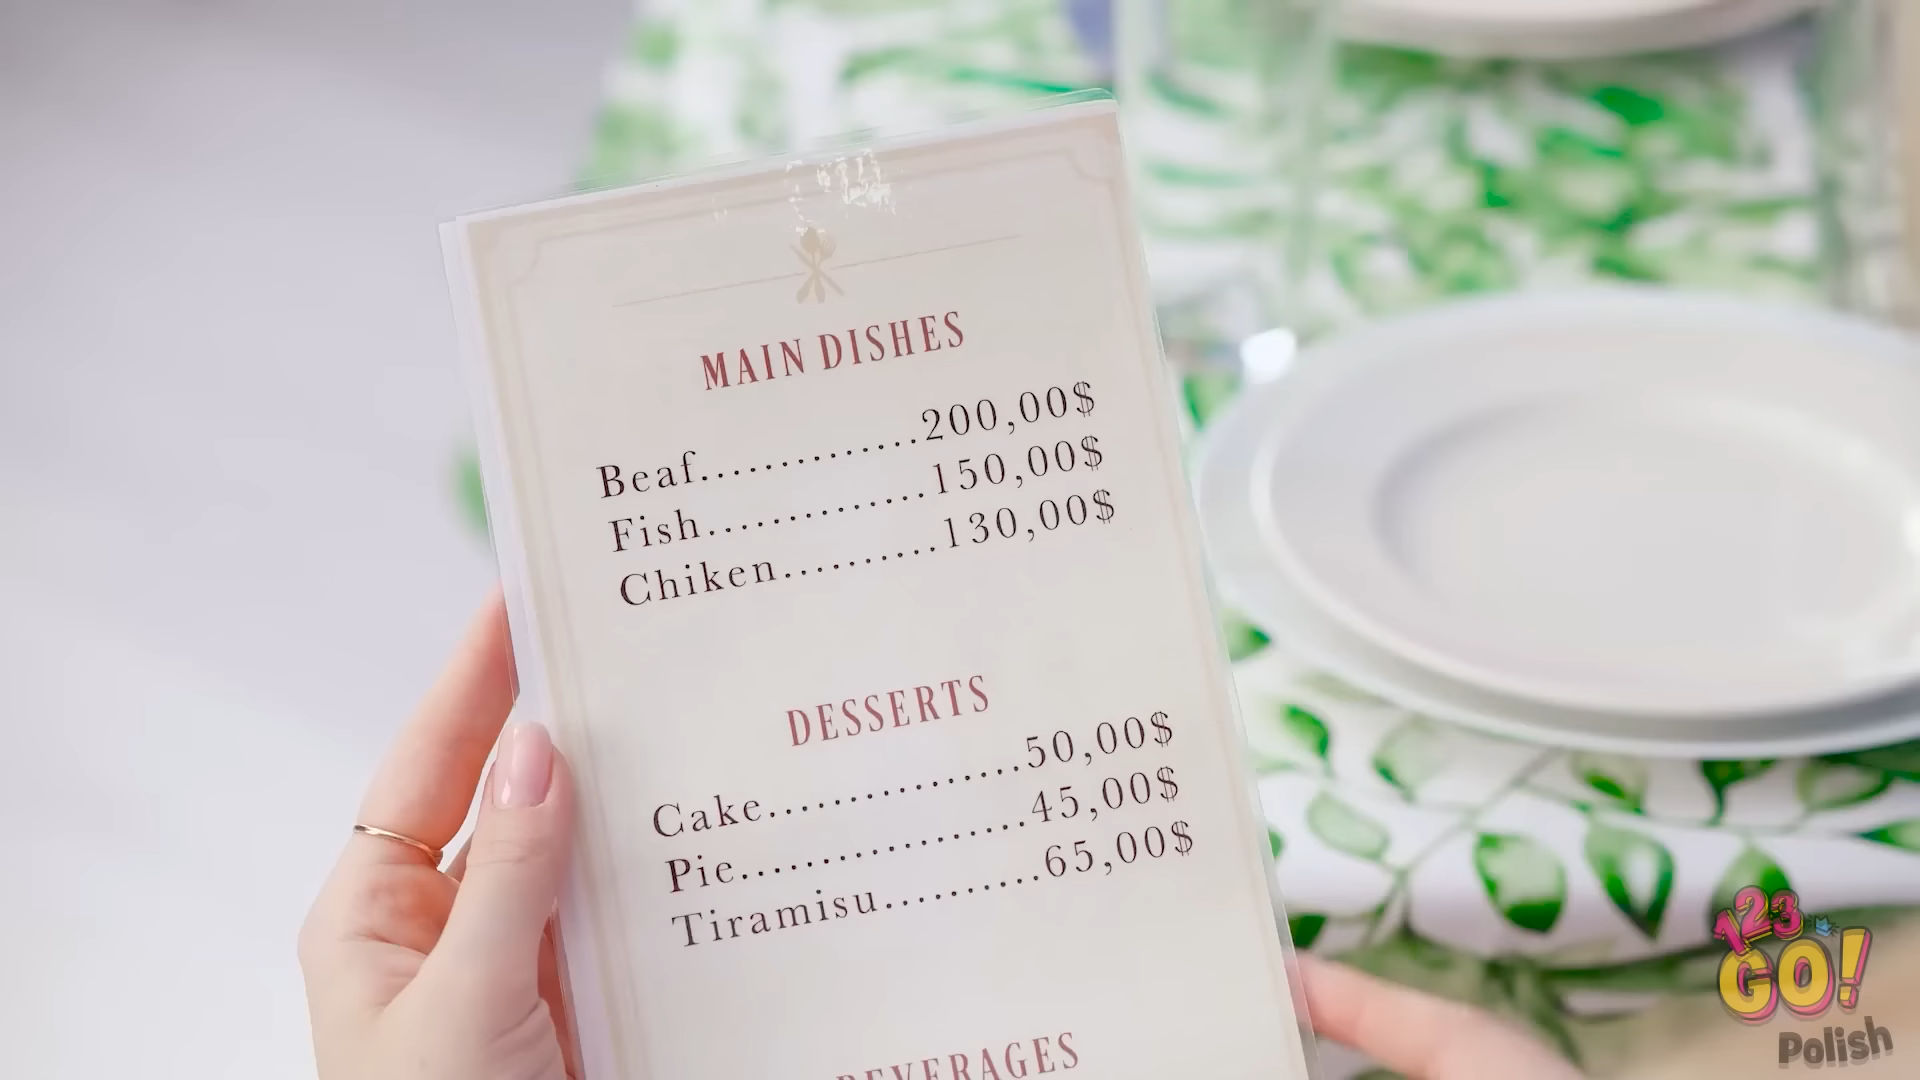 MAIN DISHES
Beaf.............200,00$
Fish..............150,00$
Chiken..........130,00$
DESSERTS
Cake................50,00$
Pie..................45,00$
Tiramisu.........65,00$
BEVERAGES
123
GO!
Polish